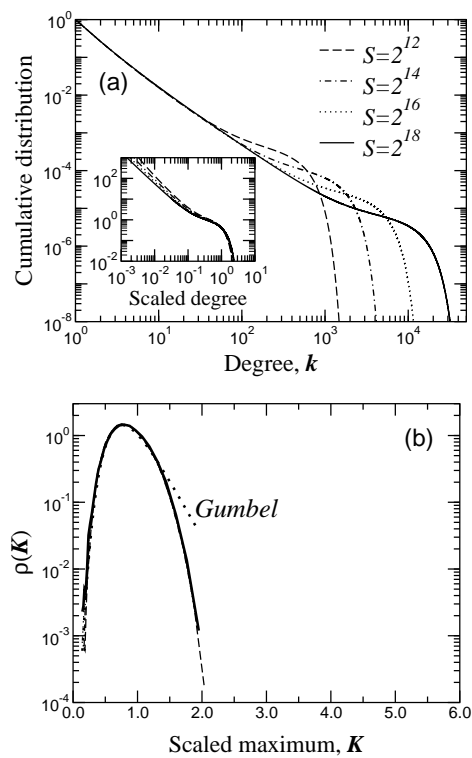 10^0
10^-2
10^-4
10^-6
10^-8
Cumulative distribution
(a)
S=2^12
S=2^14
S=2^16
S=2^18
10^2
10^0
10^-2
10^-3 10^-2 10^-1 10^0 10^1
Scaled degree
10^0 10^1 10^2 10^3 10^4
Degree, k
(b)
10^0
10^-1
10^-2
10^-3
10^-4
ρ(K)
Gumbel
0.0 1.0 2.0 3.0 4.0 5.0 6.0
Scaled maximum, K